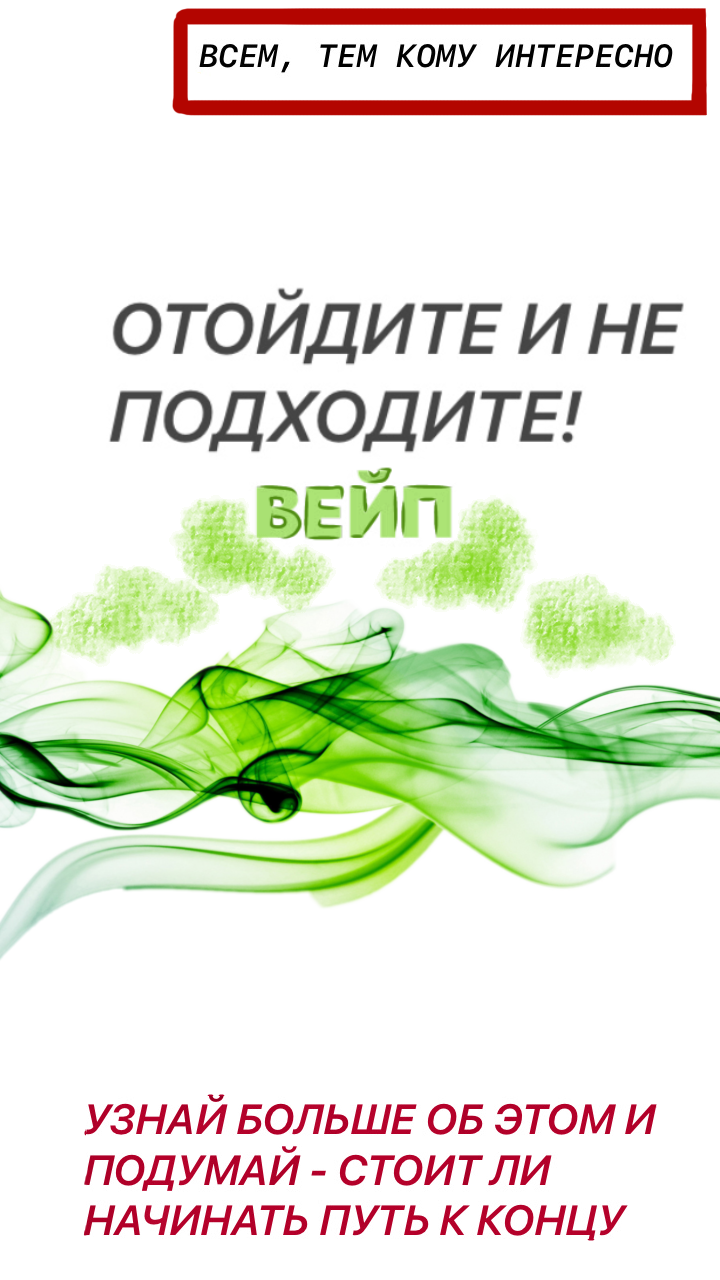 ВСЕМ, ТЕМ КОМУ ИНТЕРЕСНО
ОТОЙДИТЕ И НЕ
ПОДХОДИТЕ!
ВЕЙП
УЗНАЙ БОЛЬШЕ ОБ ЭТОМ И
ПОДУМАЙ - СТОИТ ЛИ
НАЧИНАТЬ ПУТЬ К КОНЦУ